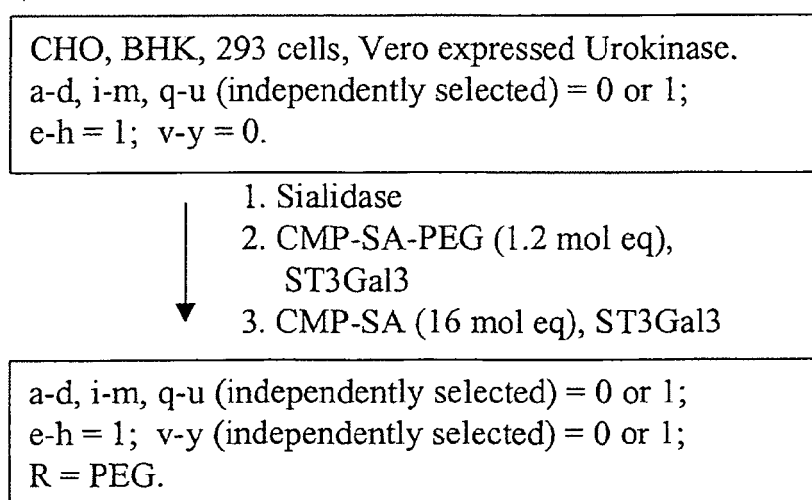 CHO, BHK, 293 cells, Vero expressed Urokinase.
a-d, i-m, q-u (independently selected) = 0 or 1;
e-h = 1; v-y = 0.
1. Sialidase
2. CMP-SA-PEG (1.2 mol eq),
ST3Gal3
3. CMP-SA (16 mol eq), ST3Gal3
a-d, i-m, q-u (independently selected) = 0 or 1;
e-h = 1; v-y (independently selected) = 0 or 1;
R = PEG.